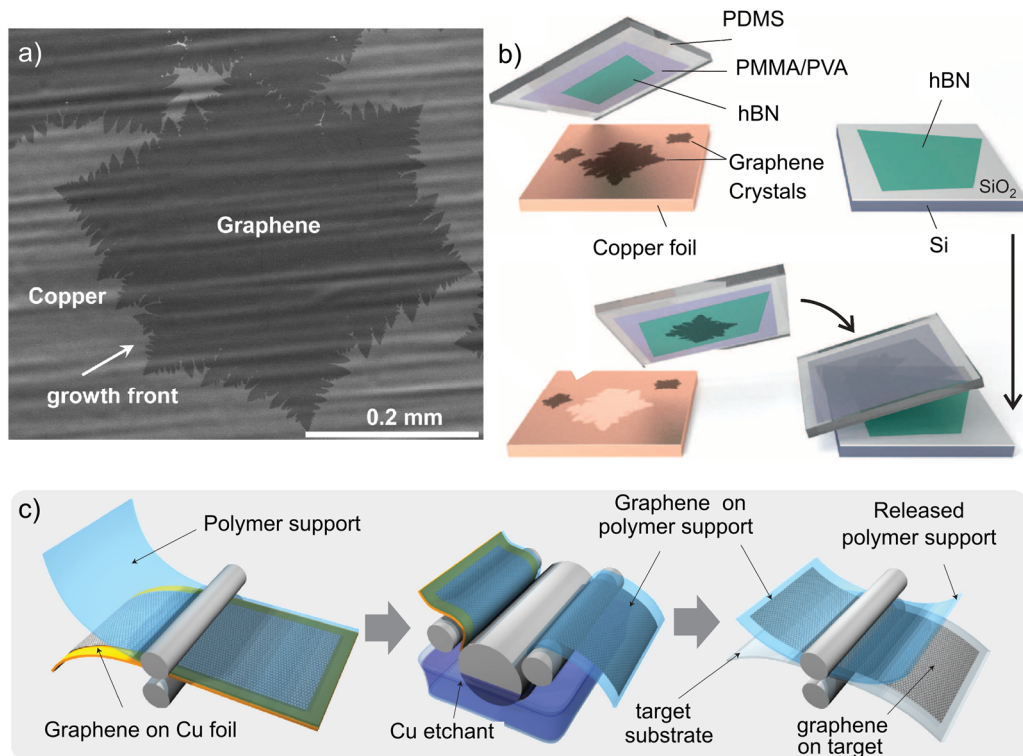 a)
Graphene
Copper
growth front
0.2 mm
b)
PDMS
PMMA/PVA
hBN
Graphene
Crystals
Copper foil
hBN
SiO₂
Si
c)
Polymer support
Graphene on Cu foil
Graphene on
polymer support
Cu etchant
target
substrate
Released
polymer support
graphene
on target